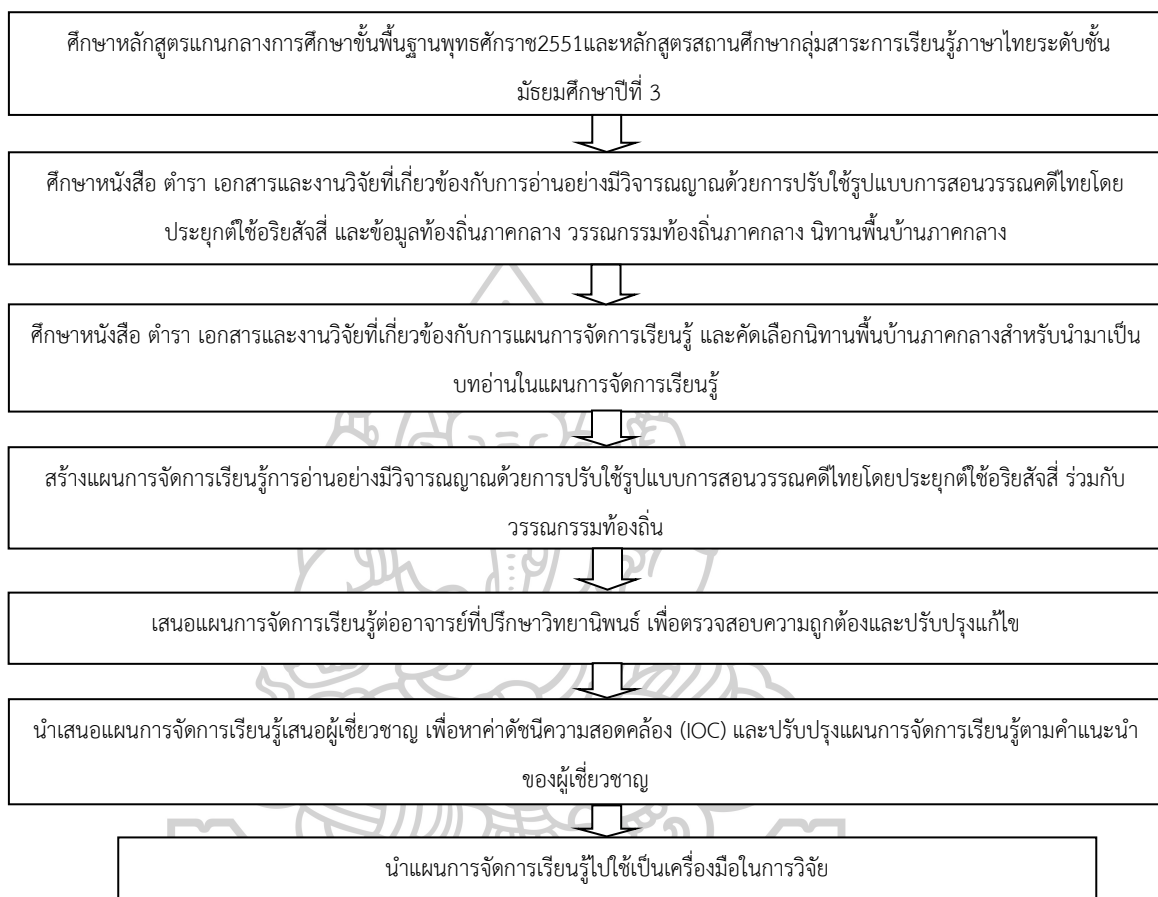 ศึกษาหลักสูตรแกนกลางการศึกษาขั้นพื้นฐานพุทธศักราช2551และหลักสูตรสถานศึกษากลุ่มสาระการเรียนรู้ภาษาไทยระดับชั้น
มัธยมศึกษาปีที่ 3
ศึกษาหนังสือ ตำรา เอกสารและงานวิจัยที่เกี่ยวข้องกับการอ่านอย่างมีวิจารณญาณด้วยการปรับใช้รูปแบบการสอนวรรณคดีไทยโดย
ประยุกต์ใช้อริยสัจสี่ และข้อมูลท้องถิ่นภาคกลาง วรรณกรรมท้องถิ่นภาคกลาง นิทานพื้นบ้านภาคกลาง
ศึกษาหนังสือ ตำรา เอกสารและงานวิจัยที่เกี่ยวข้องกับการแผนการจัดการเรียนรู้ และคัดเลือกนิทานพื้นบ้านภาคกลางสำหรับนำมาเป็น
บทอ่านในแผนการจัดการเรียนรู้
สร้างแผนการจัดการเรียนรู้การอ่านอย่างมีวิจารณญาณด้วยการปรับใช้รูปแบบการสอนวรรณคดีไทยโดยประยุกต์ใช้อริยสัจสี่ ร่วมกับ
วรรณกรรมท้องถิ่น
เสนอแผนการจัดการเรียนรู้ต่ออาจารย์ที่ปรึกษาวิทยานิพนธ์ เพื่อตรวจสอบความถูกต้องและปรับปรุงแก้ไข
นำเสนอแผนการจัดการเรียนรู้เสนอผู้เชี่ยวชาญ เพื่อหาค่าดัชนีความสอดคล้อง (IOC) และปรับปรุงแผนการจัดการเรียนรู้ตามคำแนะนำ
ของผู้เชี่ยวชาญ
นำแผนการจัดการเรียนรู้ไปใช้เป็นเครื่องมือในการวิจัย